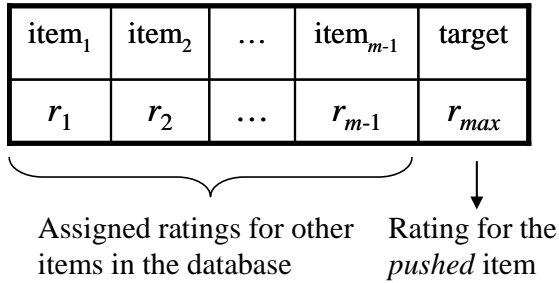 item₁ item₂ … itemₘ₋₁ target
r₁ r₂ … rₘ₋₁ rₘₐₓ
Assigned ratings for other Rating for the
items in the database pushed item